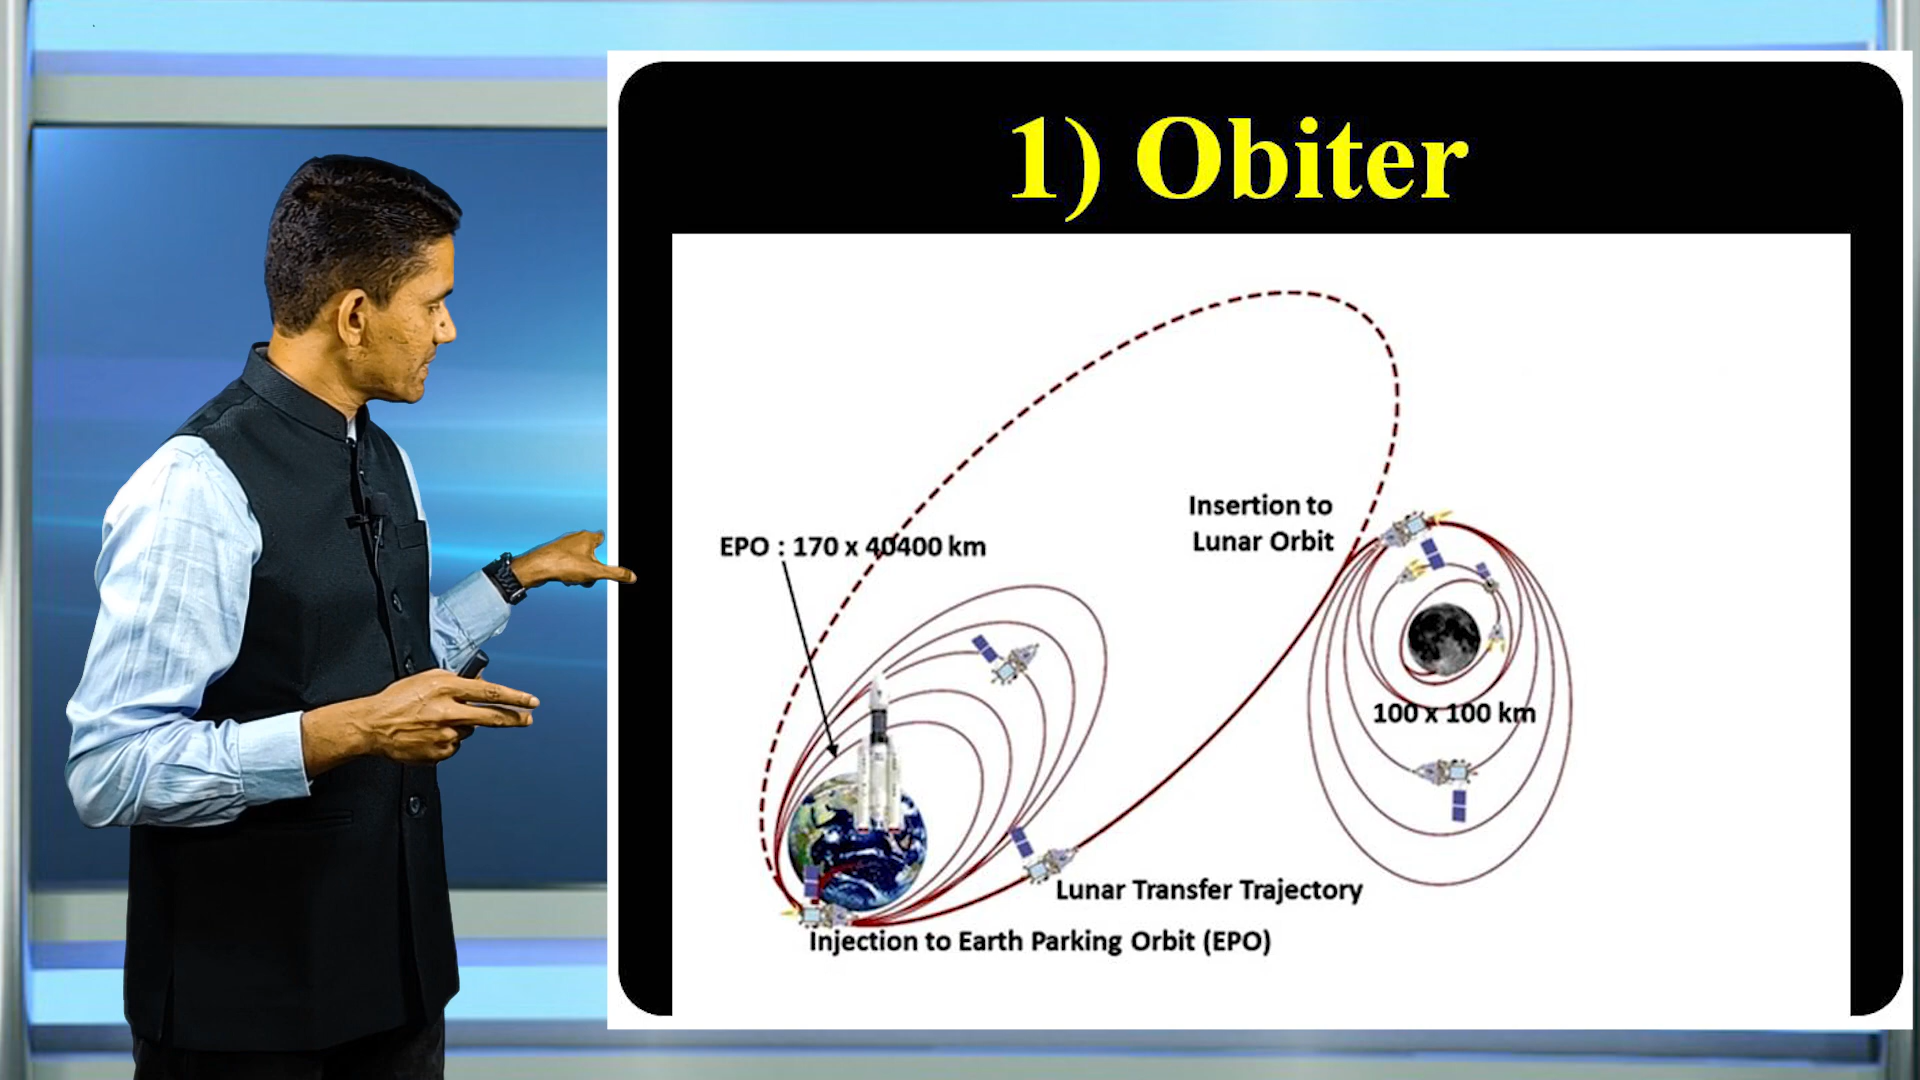 1) Obiter
Insertion to
Lunar Orbit
EPO : 170 x 40400 km
100 x 100 km
Lunar Transfer Trajectory
Injection to Earth Parking Orbit (EPO)